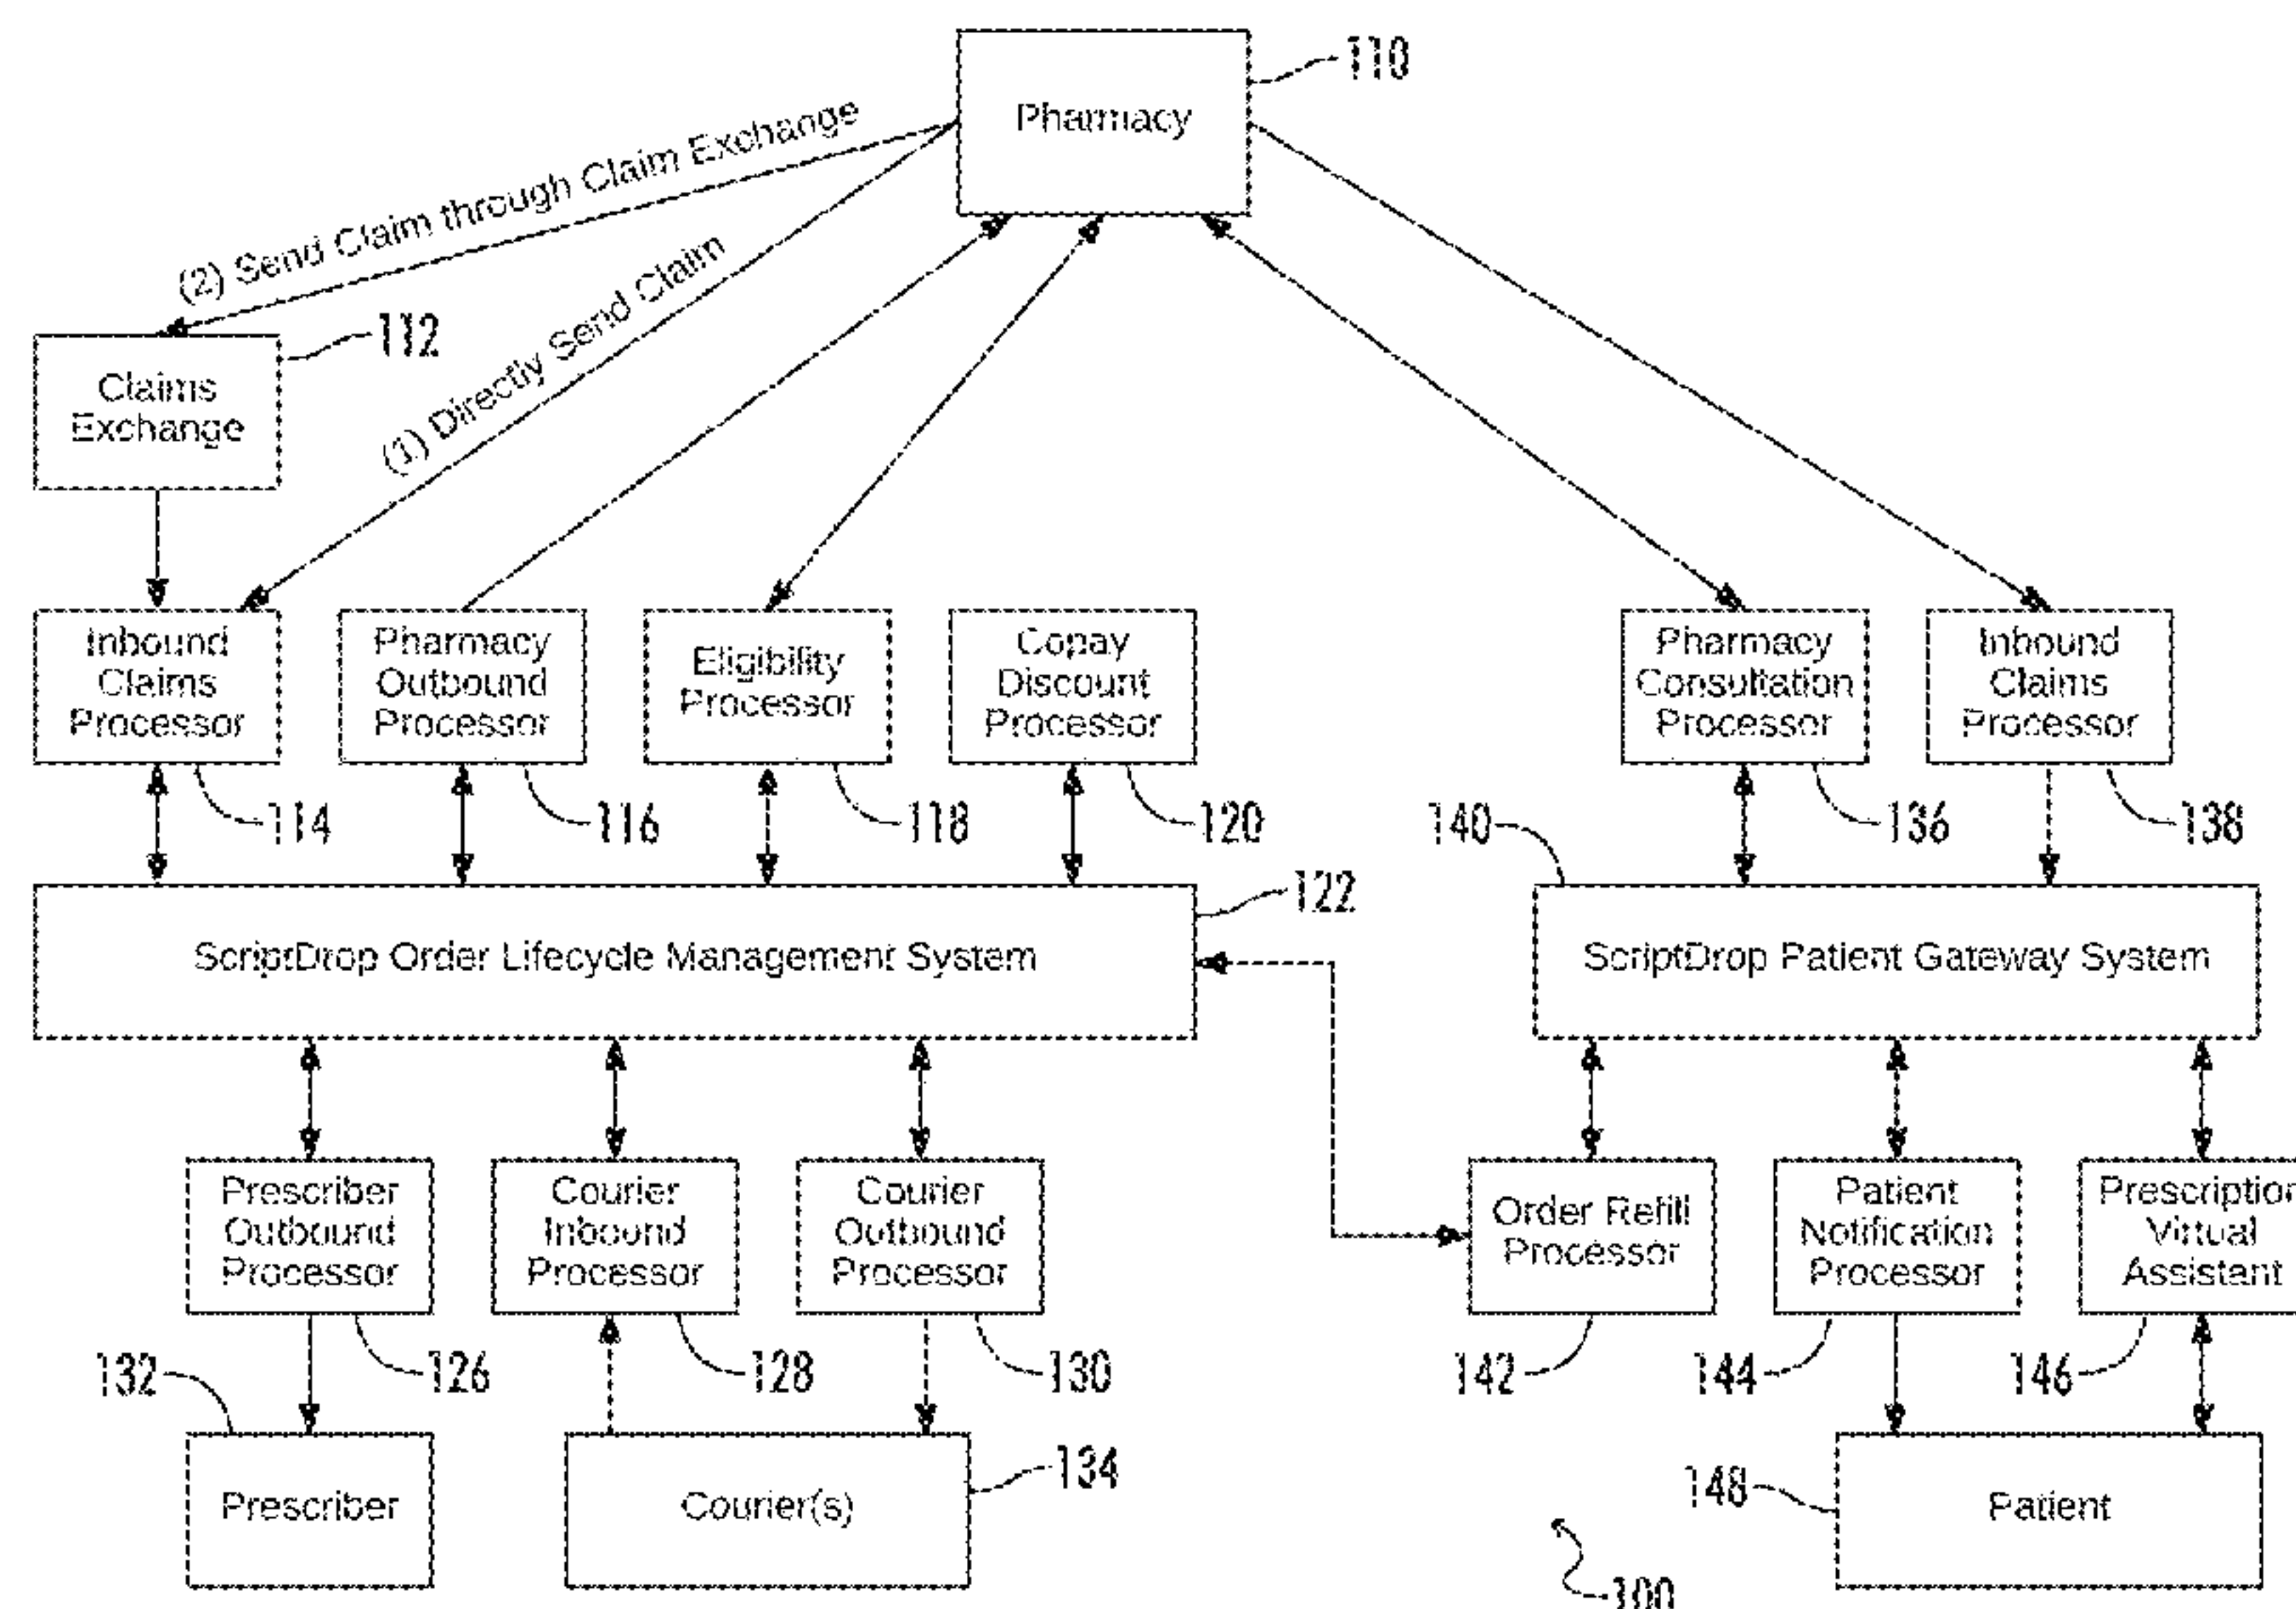 110
Pharmacy
(2) Send Claim through Claim Exchange
(1) Directly Send Claim
112
Claims
Exchange
Inbound
Claims
Processor
Pharmacy
Outbound
Processor
Eligibility
Processor
Copay
Discount
Processor
Pharmacy
Consultation
Processor
Inbound
Claims
Processor
114
116
118
120
140
136
138
122
ScriptDrop Order Lifecycle Management System
ScriptDrop Patient Gateway System
Prescriber
Outbound
Processor
Courier
Inbound
Processor
Courier
Outbound
Processor
Order Refill
Processor
Patient
Notification
Processor
Prescription
Virtual
Assistant
132
126
128
130
142
144
146
Prescriber
Courier(s)
134
148
Patient
100